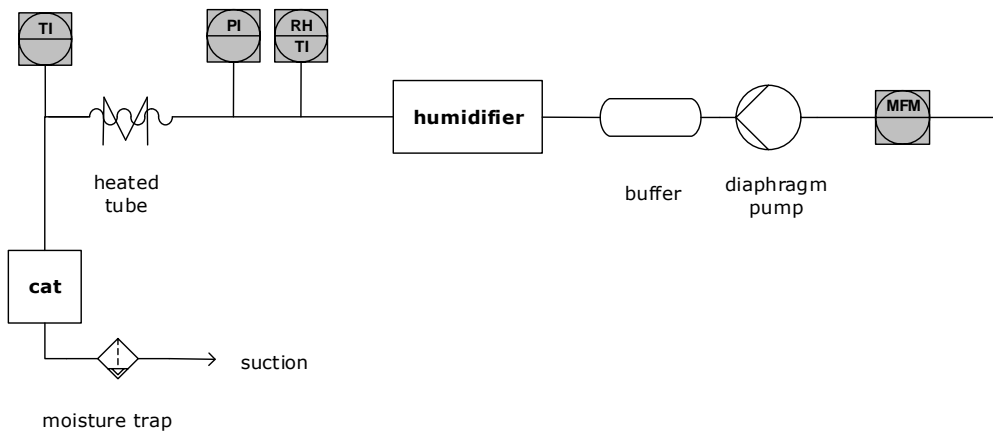 TI
PI
RH
TI
MFM
humidifier
heated
tube
buffer
diaphragm
pump
cat
suction
moisture trap